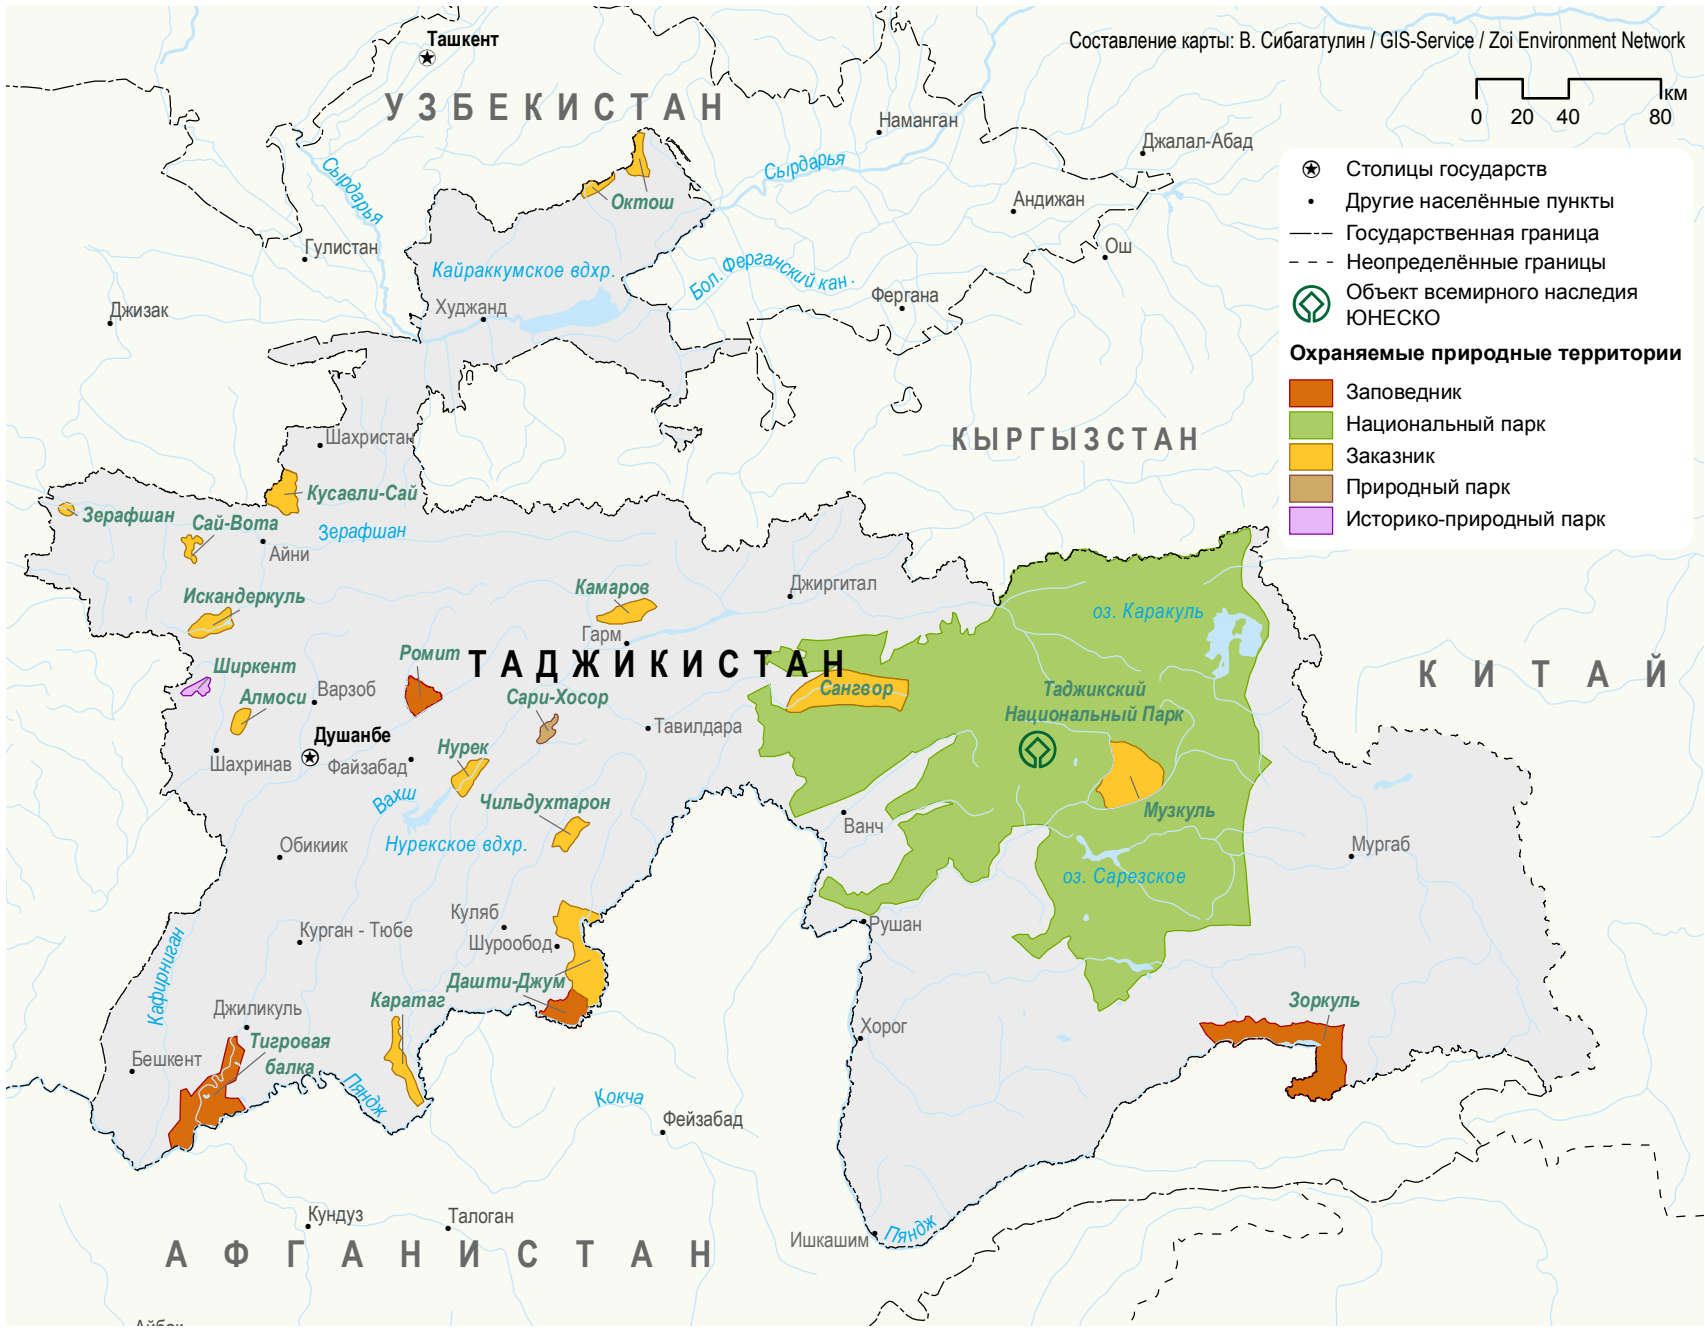 Ташкент
Составление карты: В. Сибагатулин / GIS-Service / Zoi Environment Network
УЗБЕКИСТАН
км
0 20 40 80
Наманган
Джалал-Абад
Сырдарья
Сырдарья
Октош
Андижан
Гулистан
Ош
Кайраккумское вдхр.
Бол. Ферганский кан.
Фергана
Джизак
Худжанд
Столицы государств
Другие населённые пункты
Государственная граница
Неопределённые границы
Объект всемирного наследия
ЮНЕСКО
Охраняемые природные территории
Заповедник
Национальный парк
Заказник
Природный парк
Историко-природный парк
КЫРГЫЗСТАН
Шахристан
Кусавли-Сай
Зерафшан
Сай-Вота
Зерафшан
Айни
Искандеркуль
Камаров
Джиргитал
Гарм
оз. Каракуль
ТАДЖИКИСТАН
КИТАЙ
Ширкент
Ромит
Алмоси
Варзоб
Сари-Хосор
Сангвор
Таджикский
Национальный Парк
Тавилдара
Душанбе
Шахринав
Файзабад
Нурек
Вахш
Чильдухтарон
Музкуль
Ванч
Нурекское вдхр.
Обикиик
Мургаб
оз. Сарезское
Куляб
Курган - Тюбе
Шурообод
Рушан
Кафирниган
Дашти-Джум
Каратаг
Джиликуль
Зоркуль
Хорог
Тигровая
балка
Бешкент
Пяндж
Кокча
Фейзабад
Кундуз
Талоган
Ишкашим
Пяндж
АФГАНИСТАН